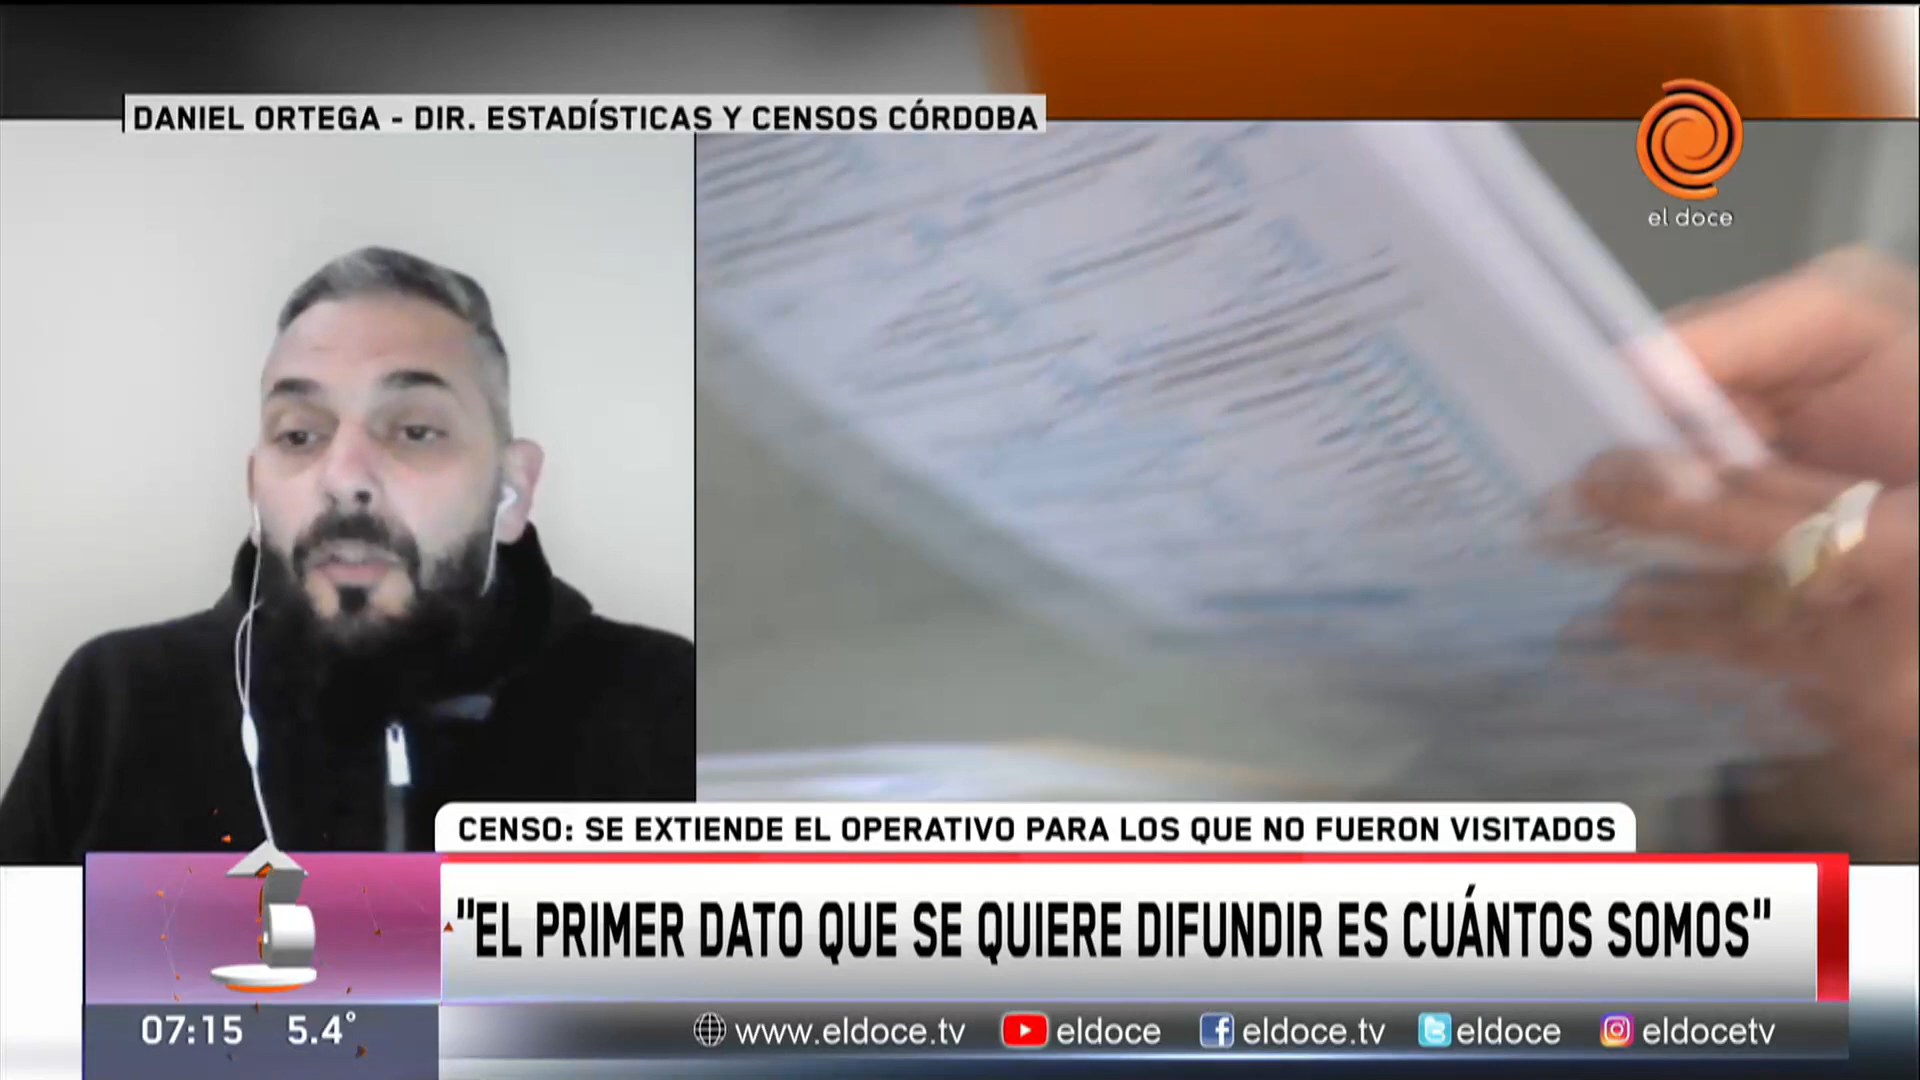 DANIEL ORTEGA - DIR. ESTADÍSTICAS Y CENSOS CÓRDOBA
el doce
CENSO: SE EXTIENDE EL OPERATIVO PARA LOS QUE NO FUERON VISITADOS
"EL PRIMER DATO QUE SE QUIERE DIFUNDIR ES CUÁNTOS SOMOS"
07:15 5.4° www.eldoce.tv eldoce eldoce.tv eldoce eldocetv